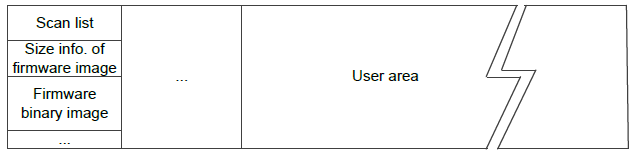 Scan list
Size info. of
firmware image
Firmware
binary image
...
...
User area